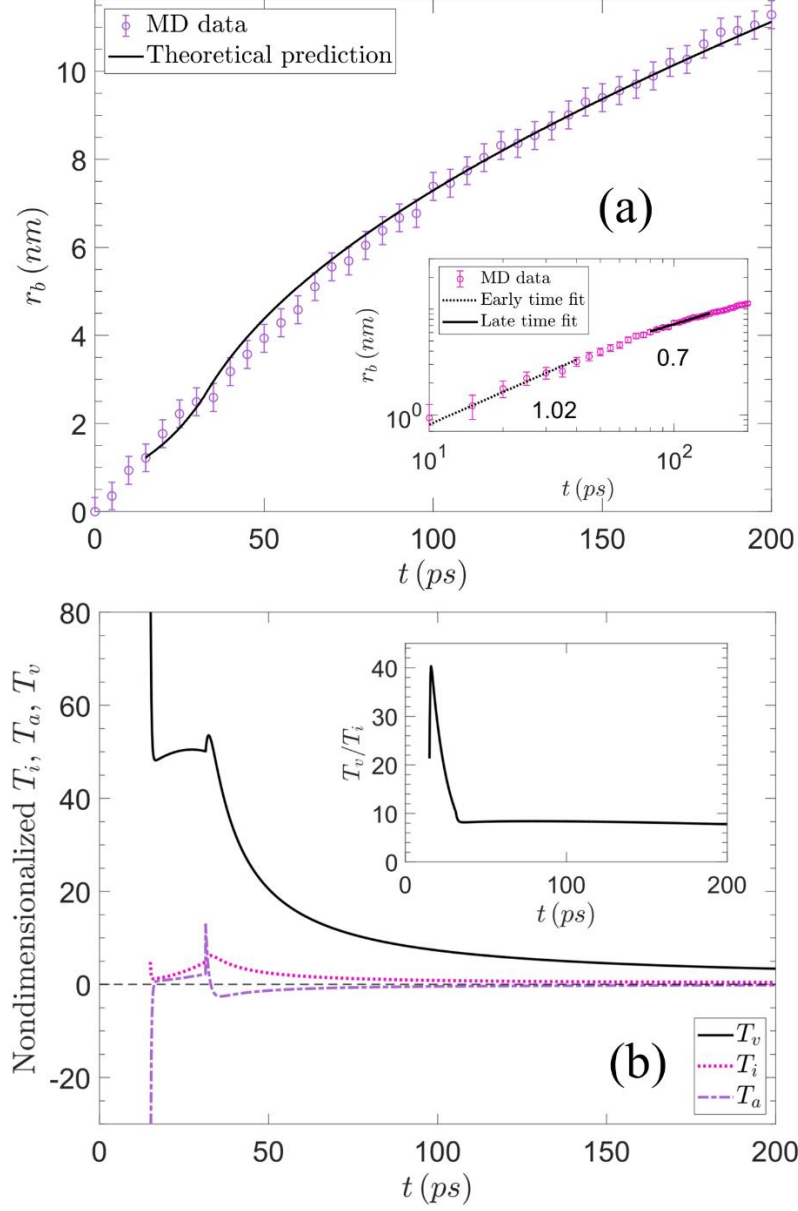 MD data
Theoretical prediction
10
8
6
4
2
0
r_b (nm)
(a)
MD data
Early time fit
Late time fit
r_b (nm)
10^0
0.7
1.02
10^1
10^2
t (ps)
0
50
100
150
200
t (ps)
80
60
40
20
0
-20
Nondimensionalized T_i, T_a, T_v
40
30
20
10
0
T_v/T_i
0
100
200
t (ps)
(b)
T_v
T_i
T_a
0
50
100
150
200
t (ps)